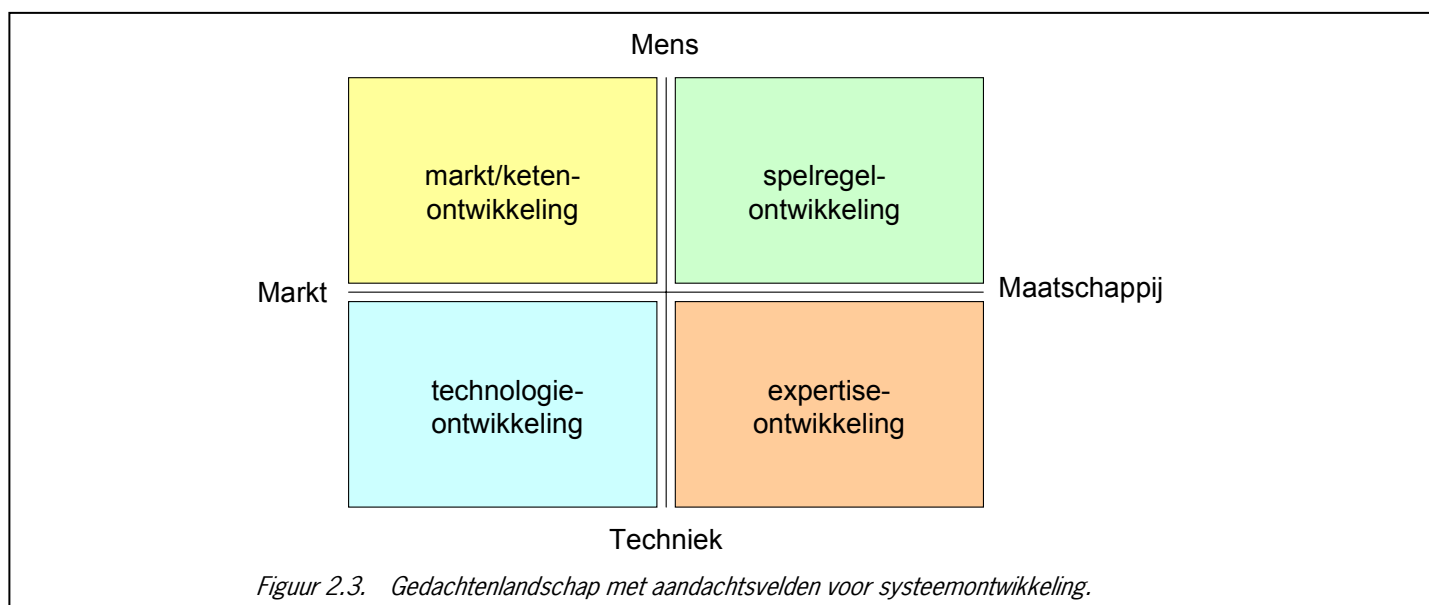 Mens
markt/keten-
ontwikkeling
spelregel-
ontwikkeling
Markt
Maatschappij
technologie-
ontwikkeling
expertise-
ontwikkeling
Techniek
Figuur 2.3. Gedachtenlandschap met aandachtsvelden voor systeemontwikkeling.